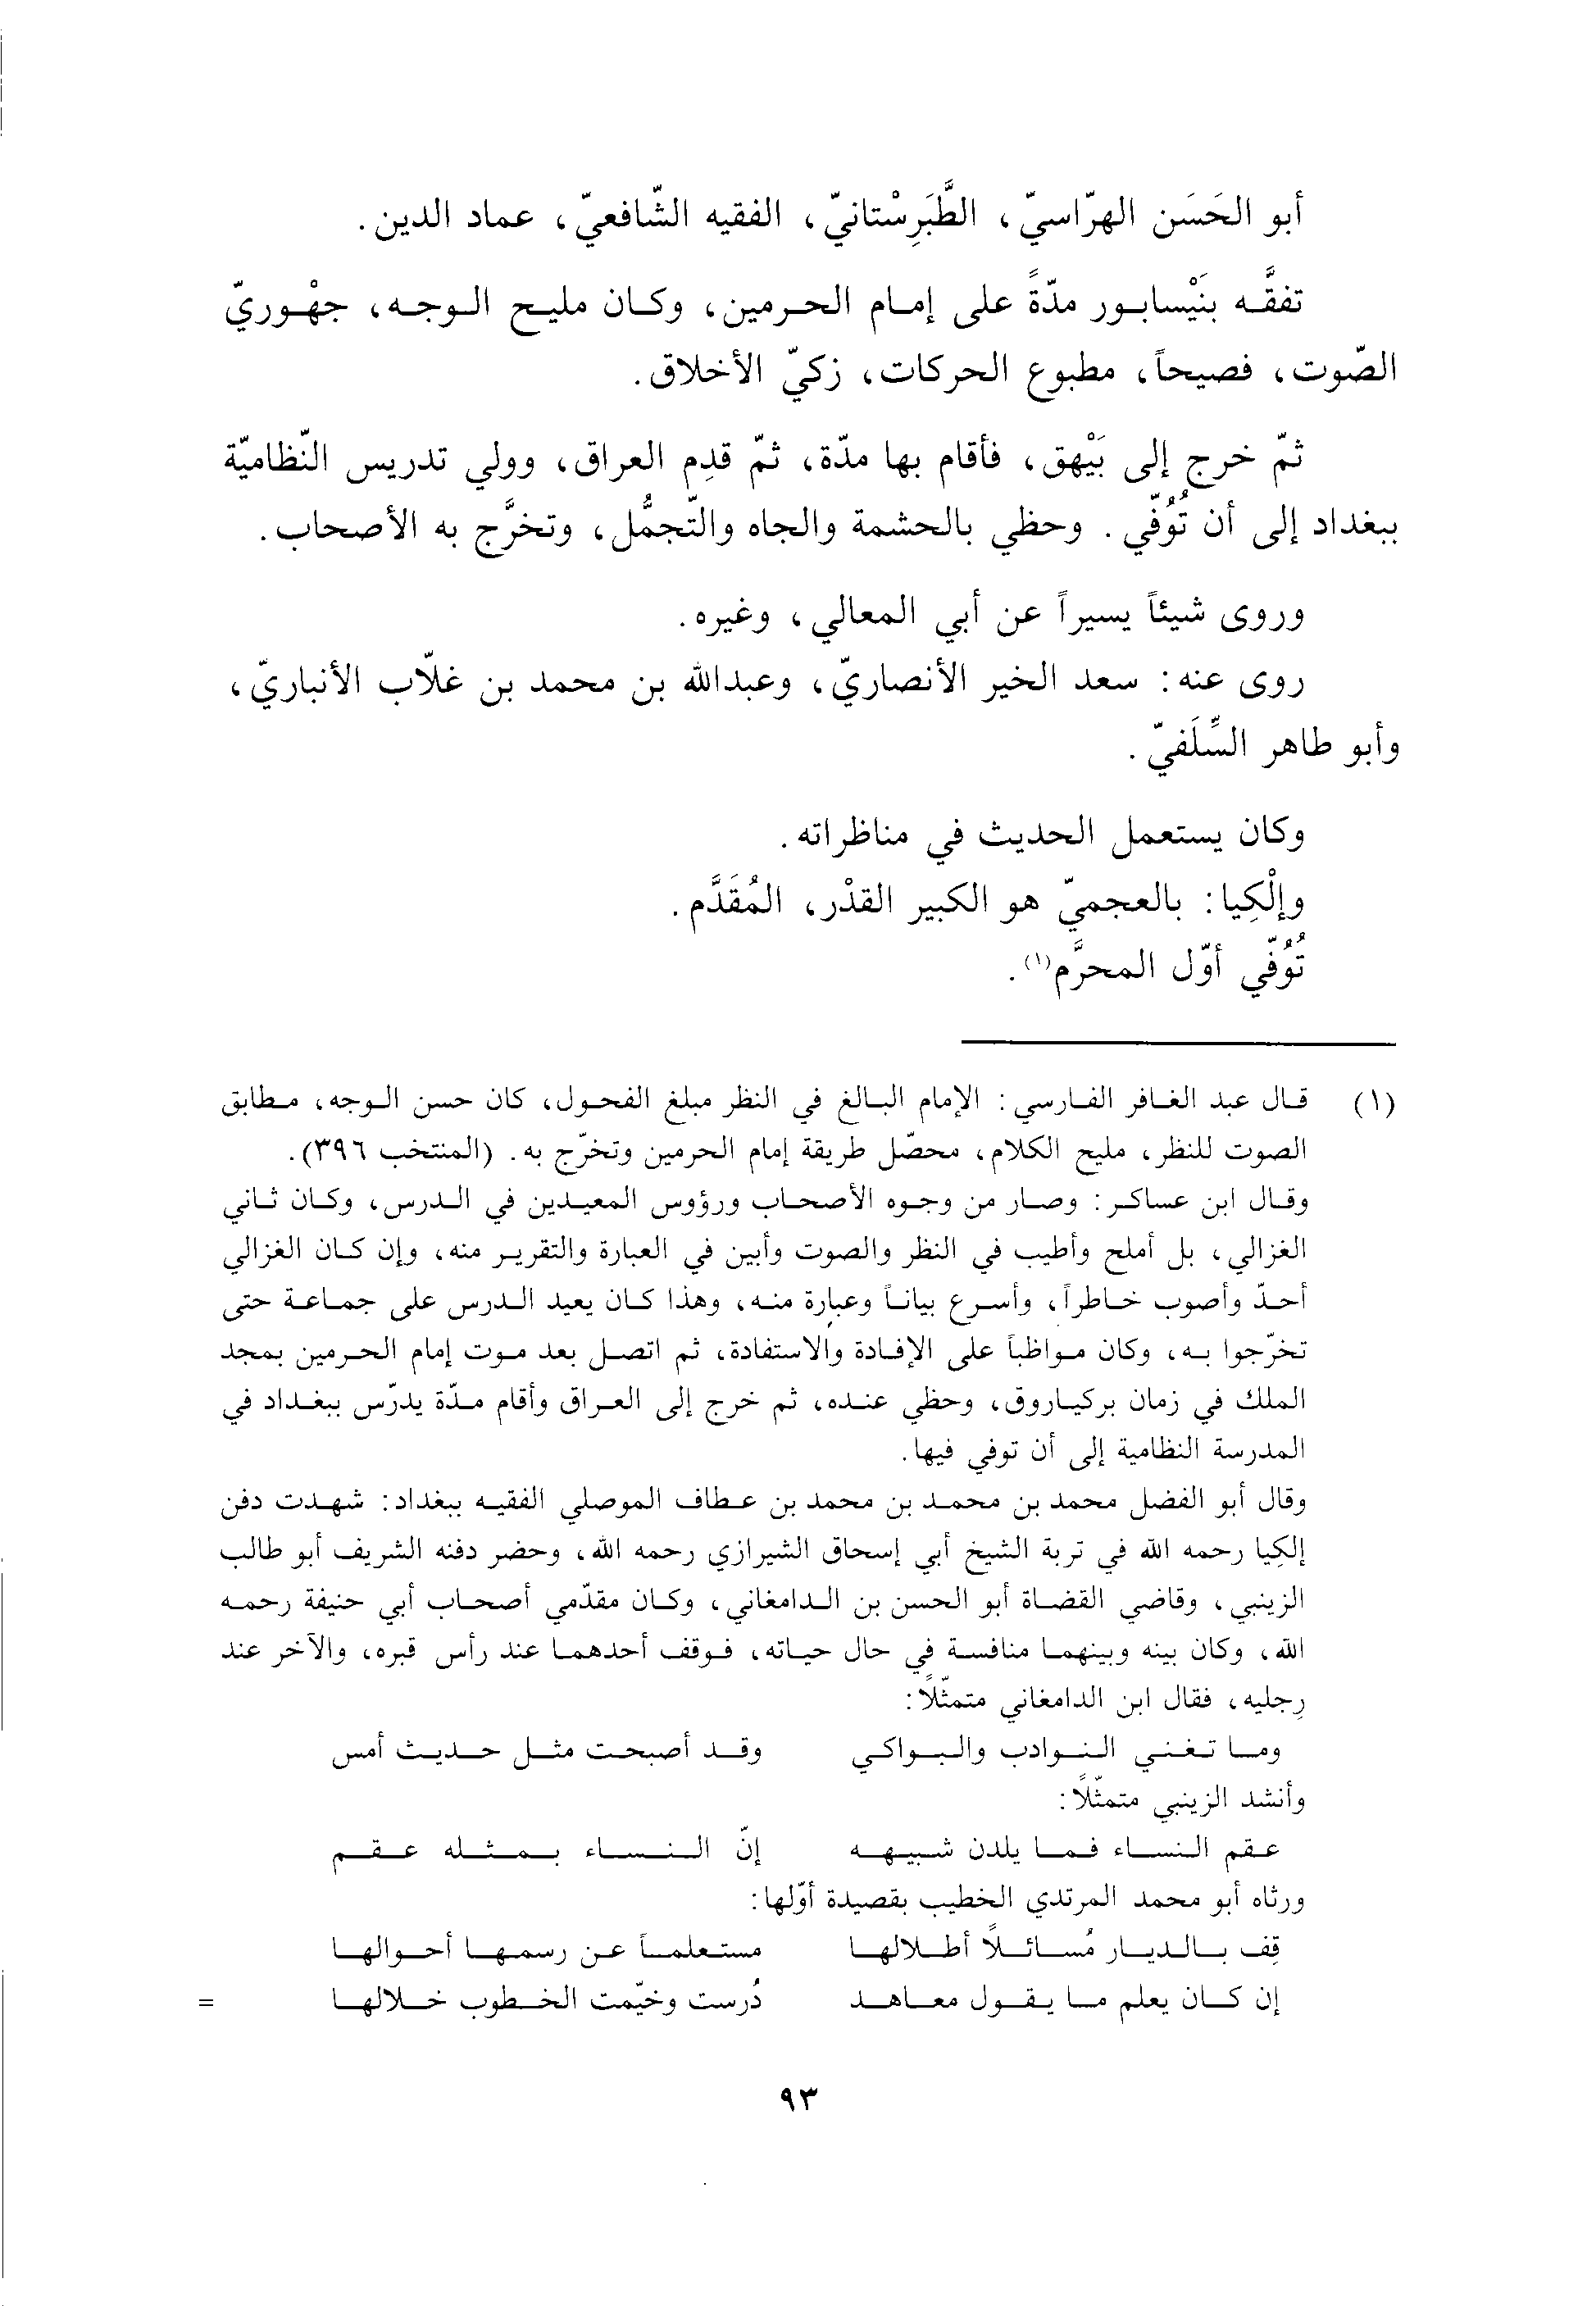 أبو الحَسَن الهرّاسيّ، الطَّبَرِسْتانيّ، الفقيه الشّافعيّ، عماد الدين.
تفقَّه بنَيْسابور مدّةً على إمام الحرمين، وكان مليح الوجه، جهْوريّ
الصّوت، فصيحاً، مطبوع الحركات، زكيّ الأخلاق.
ثمّ خرج إلى بَيْهق، فأقام بها مدّة، ثمّ قدِم العراق، وولي تدريس النّظاميّة
ببغداد إلى أن تُوُفّي. وحظي بالحشمة والجاه والتّجمُّل، وتخرَّج به الأصحاب.
وروى شيئاً يسيراً عن أبي المعالي، وغيره.
روى عنه: سعد الخير الأنصاريّ، وعبدالله بن محمد بن غلّاب الأنباريّ،
وأبو طاهر السِّلَفيّ.
وكان يستعمل الحديث في مناظراته.
وإلْكِيا: بالعجميّ هو الكبير القدْر، المُقَدَّم.
تُوُفّي أوّل المحرَّم(١).
(١) قال عبد الغافر الفارسي: الإمام البالغ في النظر مبلغ الفحول، كان حسن الوجه، مطابق
الصوت للنظر، مليح الكلام، محصّل طريقة إمام الحرمين وتخرّج به. (المنتخب ٣٩٦).
وقال ابن عساكر: وصار من وجوه الأصحاب ورؤوس المعيدين في الدرس، وكان ثاني
الغزالي، بل أملح وأطيب في النظر والصوت وأبين في العبارة والتقرير منه، وإن كان الغزالي
أحدّ وأصوب خاطراً، وأسرع بياناً وعبارة منه، وهذا كان يعيد الدرس على جماعة حتى
تخرّجوا به، وكان مواظباً على الإفادة والاستفادة، ثم اتصل بعد موت إمام الحرمين بمجد
الملك في زمان بركياروق، وحظي عنده، ثم خرج إلى العراق وأقام مدّة يدرّس ببغداد في
المدرسة النظامية إلى أن توفي فيها.
وقال أبو الفضل محمد بن محمد بن محمد بن عطاف الموصلي الفقيه ببغداد: شهدت دفن
إلكِيا رحمه الله في تربة الشيخ أبي إسحاق الشيرازي رحمه الله، وحضر دفنه الشريف أبو طالب
الزينبي، وقاضي القضاة أبو الحسن بن الدامغاني، وكان مقدّمي أصحاب أبي حنيفة رحمه
الله، وكان بينه وبينهما منافسة في حال حياته، فوقف أحدهما عند رأس قبره، والآخر عند
رِجليه، فقال ابن الدامغاني متمثّلاً:
وما تغني النوادب والبواكي وقد أصبحت مثل حديث أمس
وأنشد الزينبي متمثّلاً:
عقم النساء فما يلدن شبيهه إنّ النساء بمثله عقم
ورثاه أبو محمد المرتدي الخطيب بقصيدة أوّلها:
قِف بالديار مُسائلاً أطلالها مستعلماً عن رسمها أحوالها
إن كان يعلم ما يقول معاهد دُرست وخيّمت الخطوب خلالها =
٩٣